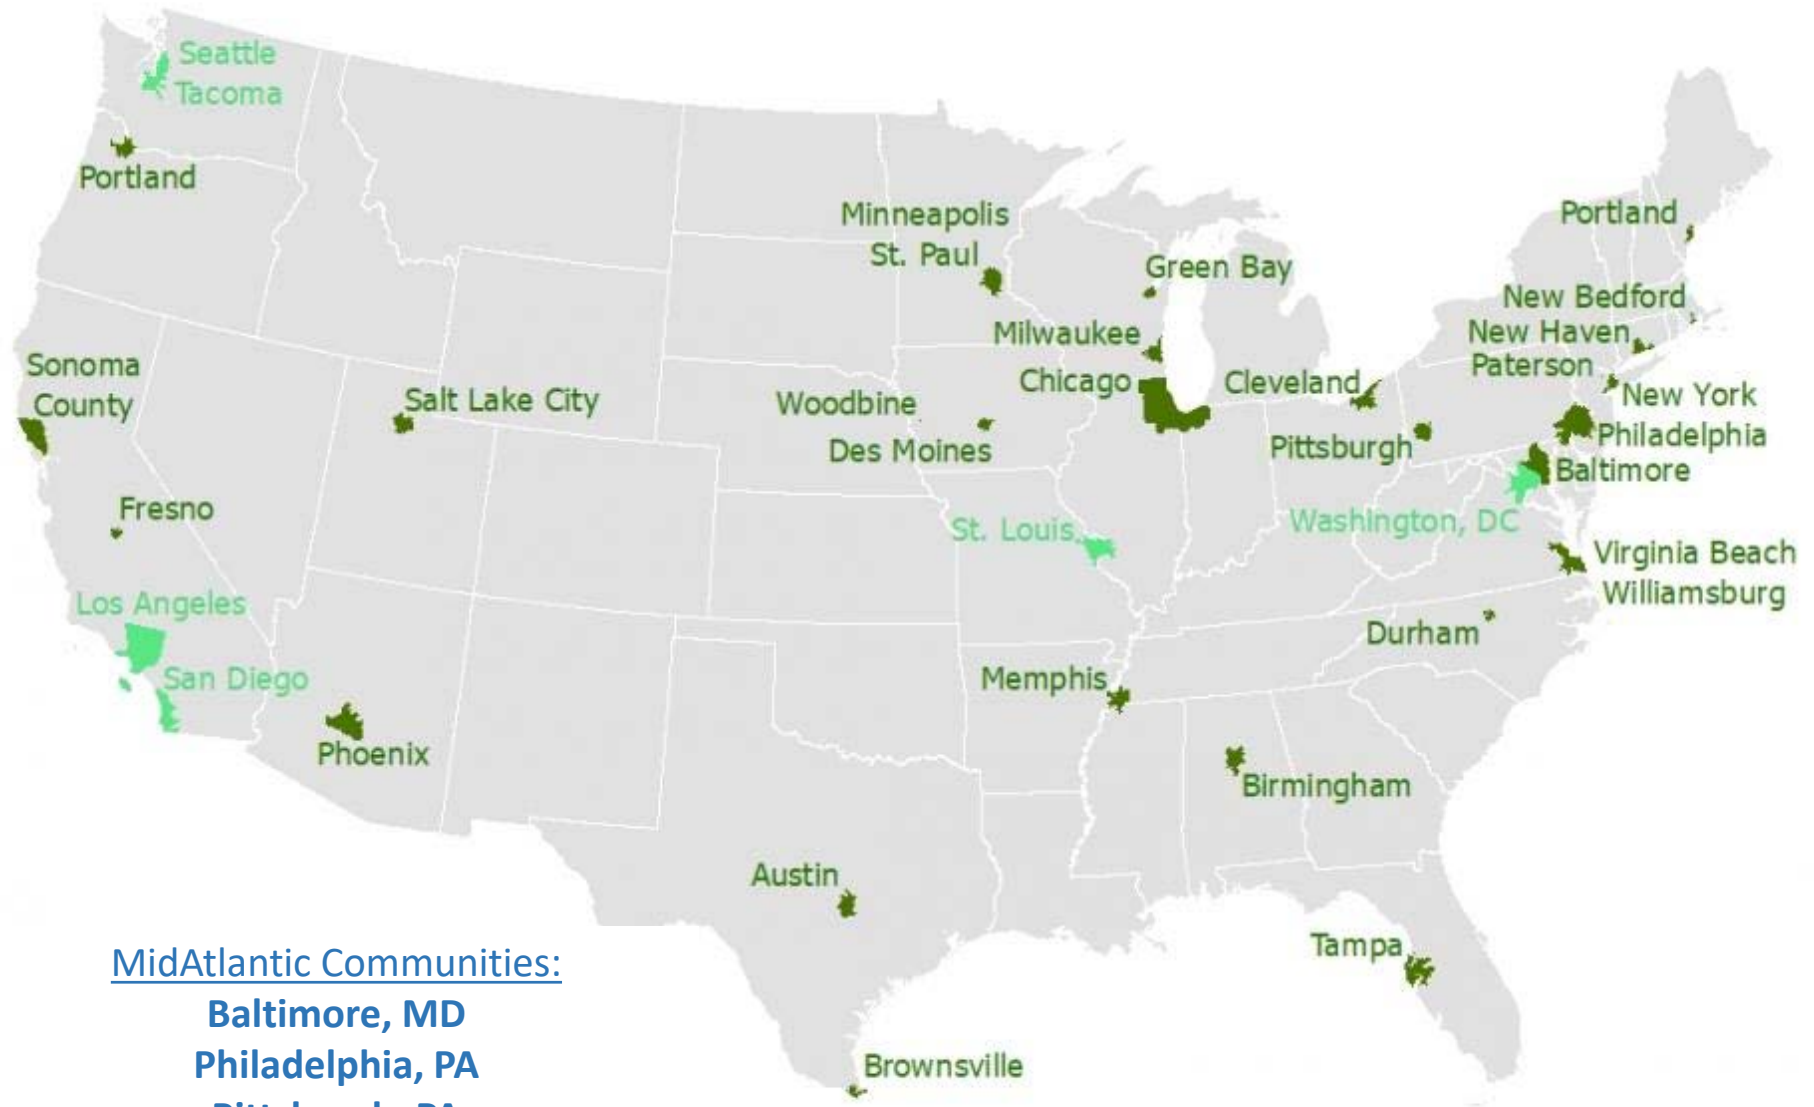 Seattle
Tacoma
Portland
Minneapolis
St. Paul
Portland
Green Bay
New Bedford
Milwaukee
New Haven
Paterson
Sonoma
County
Salt Lake City
Woodbine
Chicago
Cleveland
New York
Des Moines
Pittsburgh
Philadelphia
Baltimore
Fresno
St. Louis
Washington, DC
Virginia Beach
Williamsburg
Los Angeles
Durham
San Diego
Memphis
Phoenix
Birmingham
Austin
Tampa
Brownsville
MidAtlantic Communities:
Baltimore, MD
Philadelphia, PA